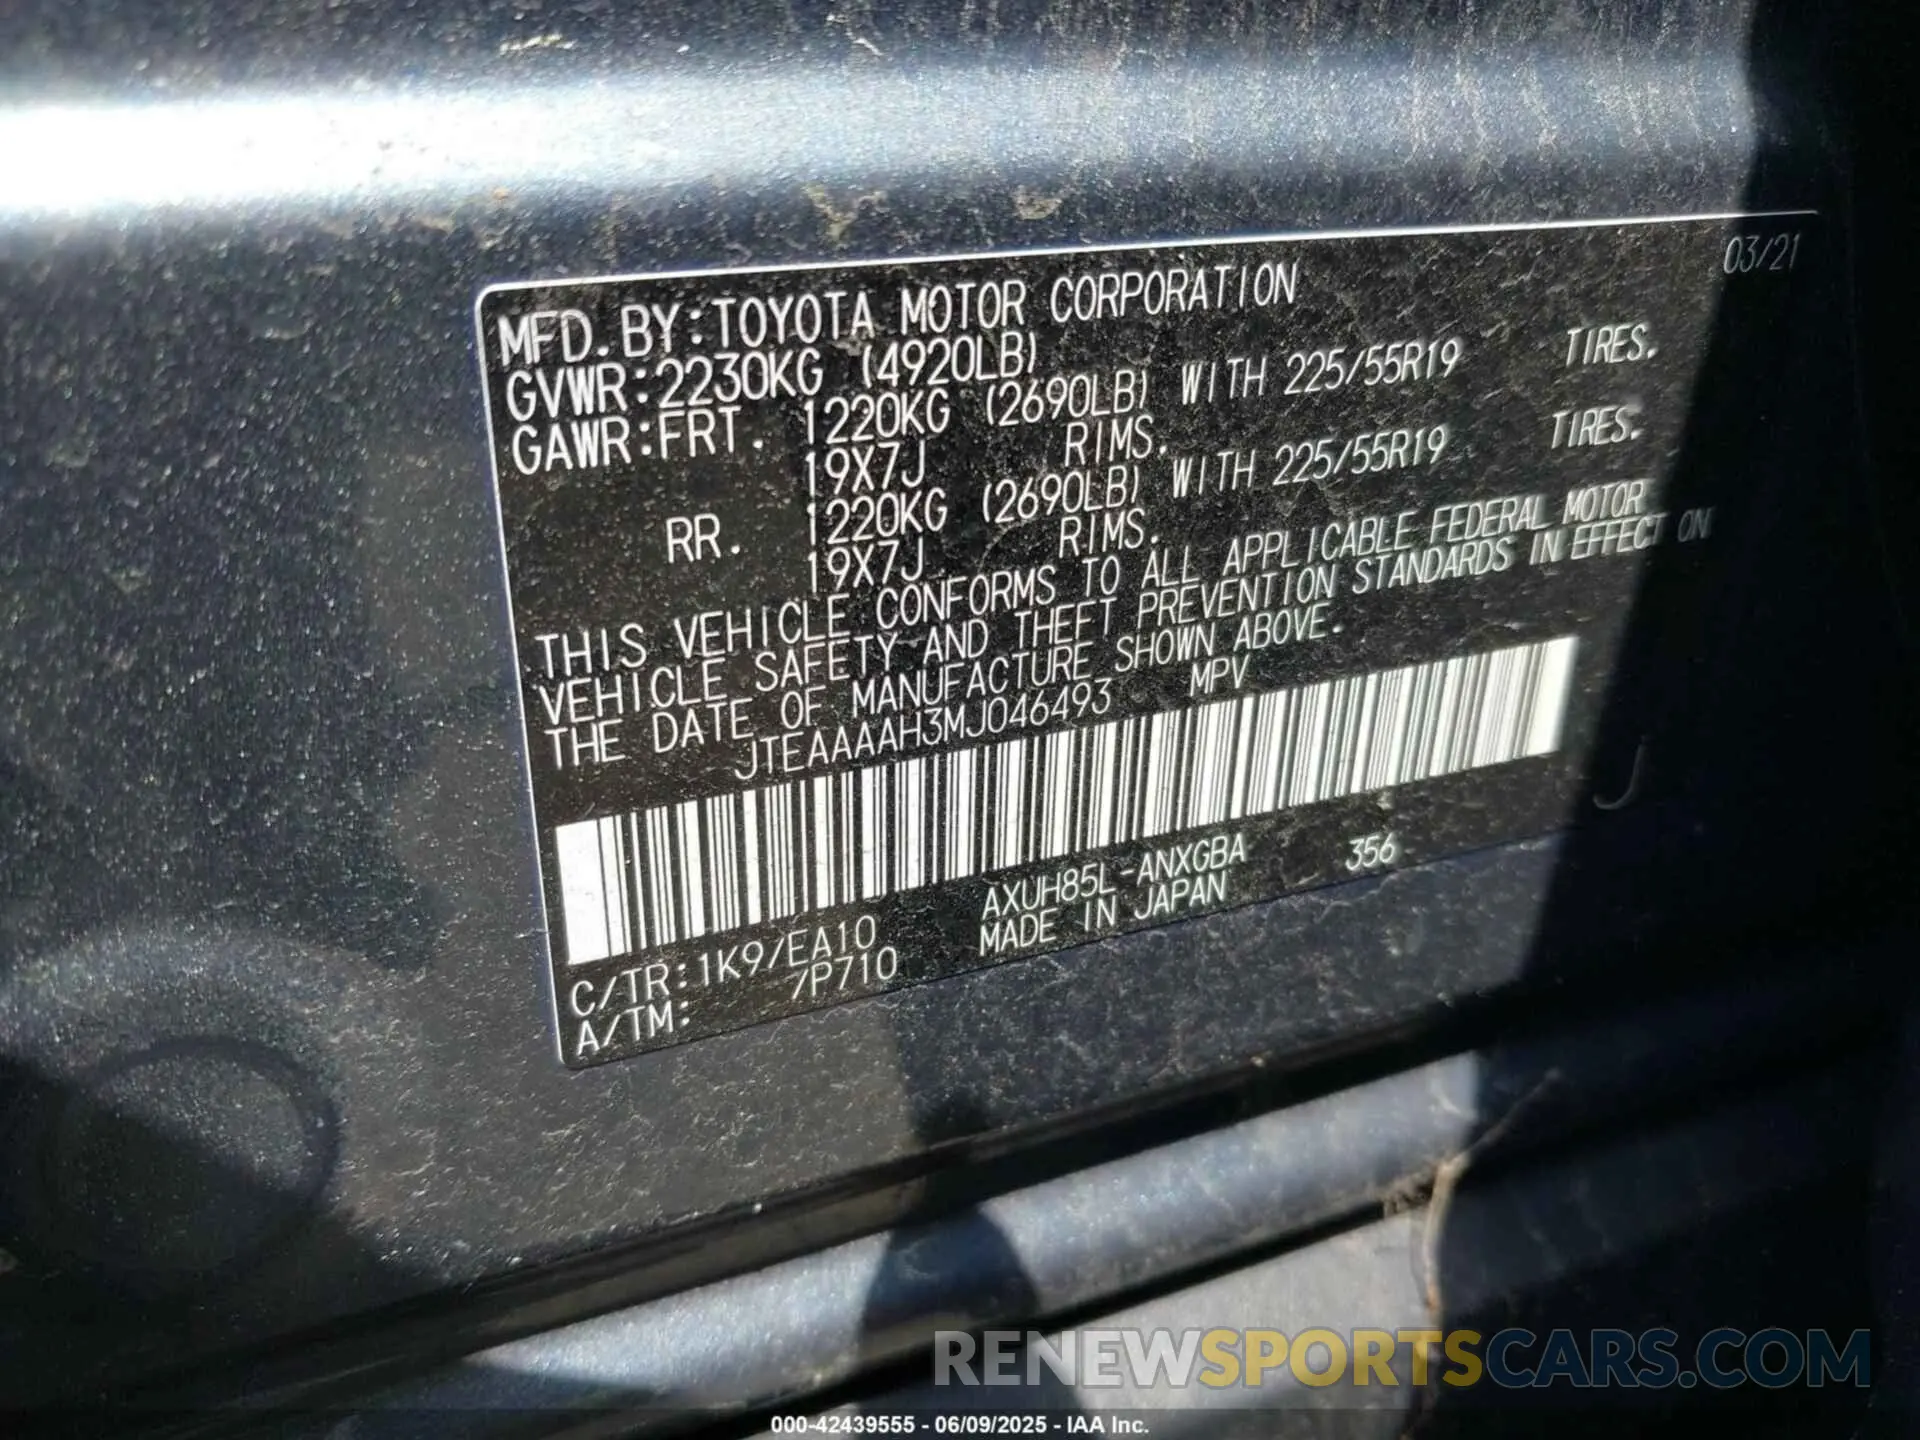 03/21
MFD.BY:TOYOTA MOTOR CORPORATION
GVWR:2230KG (4920LB)
GAWR:FRT. 1220KG (2690LB) WITH 225/55R19 TIRES.
19X7J RIMS.
RR. 1220KG (2690LB) WITH 225/55R19 TIRES.
19X7J RIMS.
THIS VEHICLE CONFORMS TO ALL APPLICABLE FEDERAL MOTOR
VEHICLE SAFETY AND THEFT PREVENTION STANDARDS IN EFFECT ON
THE DATE OF MANUFACTURE SHOWN ABOVE.
JTEAAAAH3MJ046493 MPV
J
C/TR:1K9/EA10 AXUH85L-ANXGBA 356
A/TM: /P710 MADE IN JAPAN
RENEWSPORTSCARS.COM
000-42439555 - 06/09/2025 - IAA Inc.